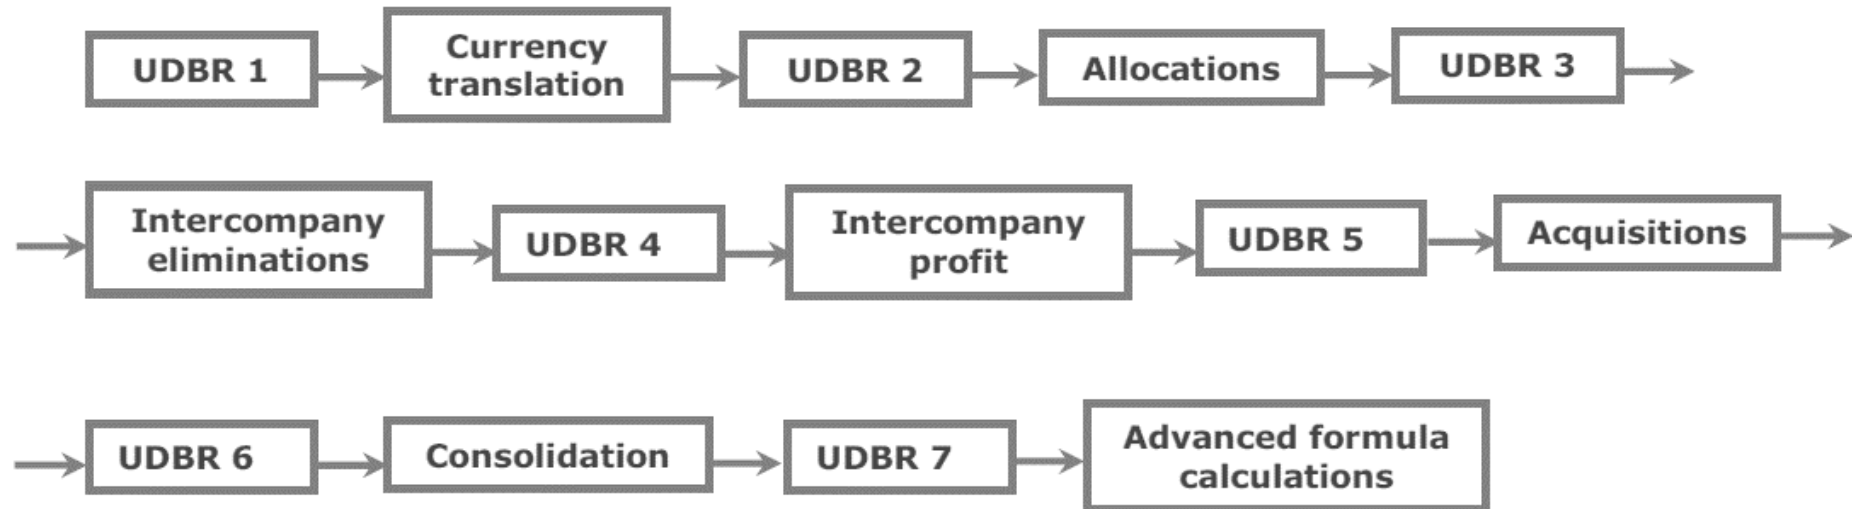 UDBR 1
Currency
translation
UDBR 2
Allocations
UDBR 3
Intercompany
eliminations
UDBR 4
Intercompany
profit
UDBR 5
Acquisitions
UDBR 6
Consolidation
UDBR 7
Advanced formula
calculations